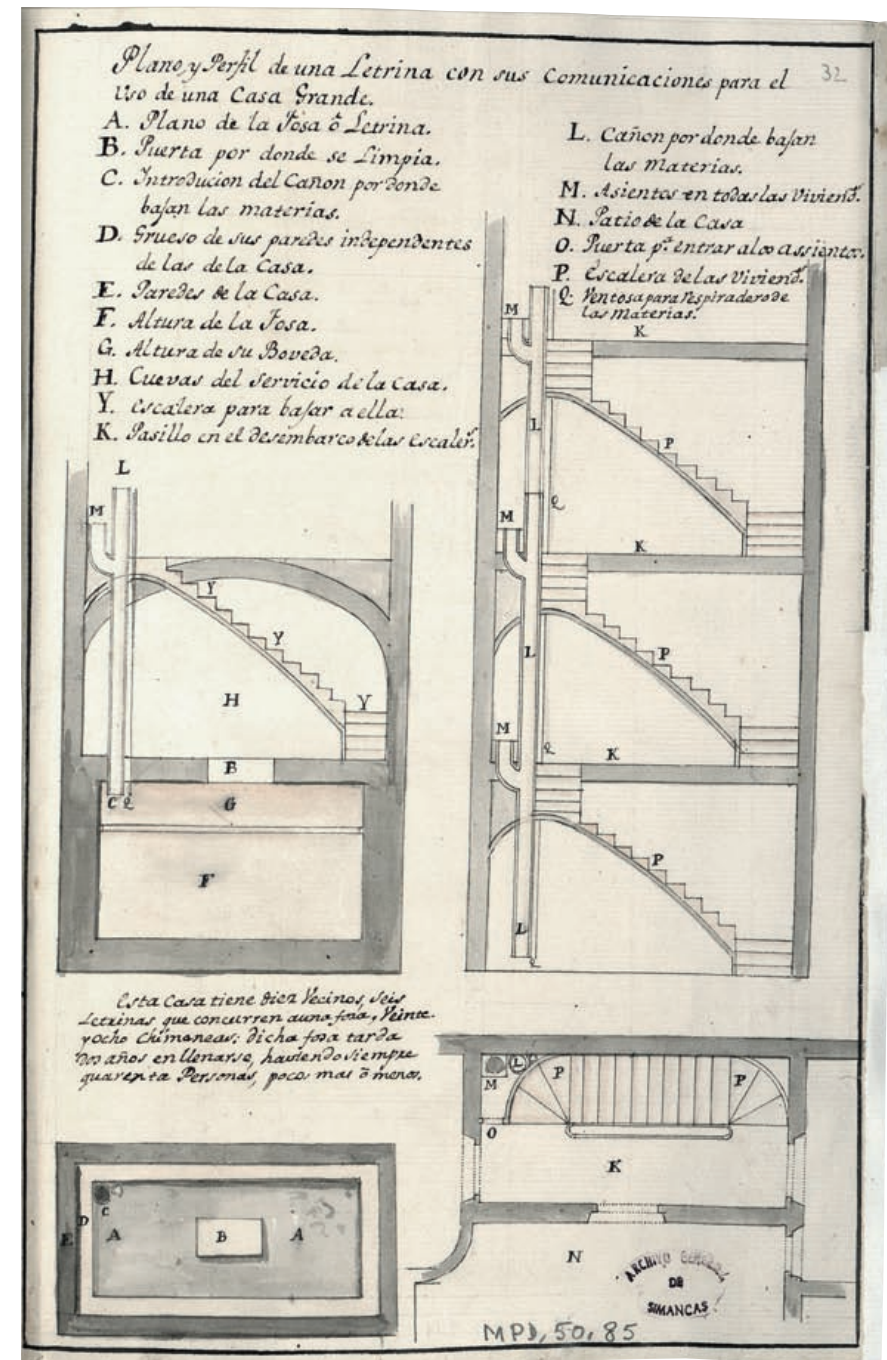 Plano, y Perfil de una Letrina con sus Comunicaciones para el
Uso de una Casa Grande.
32
A. Plano de la Fosa ô Letrina.
B. Puerta por donde se Limpia.
C. Introducion del Cañon por donde
bajan las materias.
D. Grueso de sus paredes independentes
de las de la Casa.
E. Paredes de la Casa.
F. Altura de la Fosa.
G. Altura de su Boveda.
H. Cuevas del servicio de la Casa.
Y. Escalera para bajar a ella.
K. Pasillo en el desembarco de las Escaler.s
L. Cañon por donde bajan
las Materias.
M. Asientos en todas las Viviend.s
N. Patio de la Casa
O. Puerta p.a entrar a los assientos.
P. Escalera de las Viviend.s
Q. Ventosa para respiradero de
las Materias.
L
M
Y
Y
Y
H
B
C Q
G
F
M
K
L
P
Q
M
K
L
P
Q
M
K
P
L
Q
Esta Casa tiene diez Vecinos, seis
Letrinas que concurren a una fosa, Veinte
y ocho chimeneas; dicha fosa tarda
dos años en llenarse, haviendo siempre
quarenta Personas, poco mas ô menos.
E
D
C
A
B
A
M
L
P
P
O
K
N
ARCHIVO GENERAL
DE
SIMANCAS
MPD, 50, 85